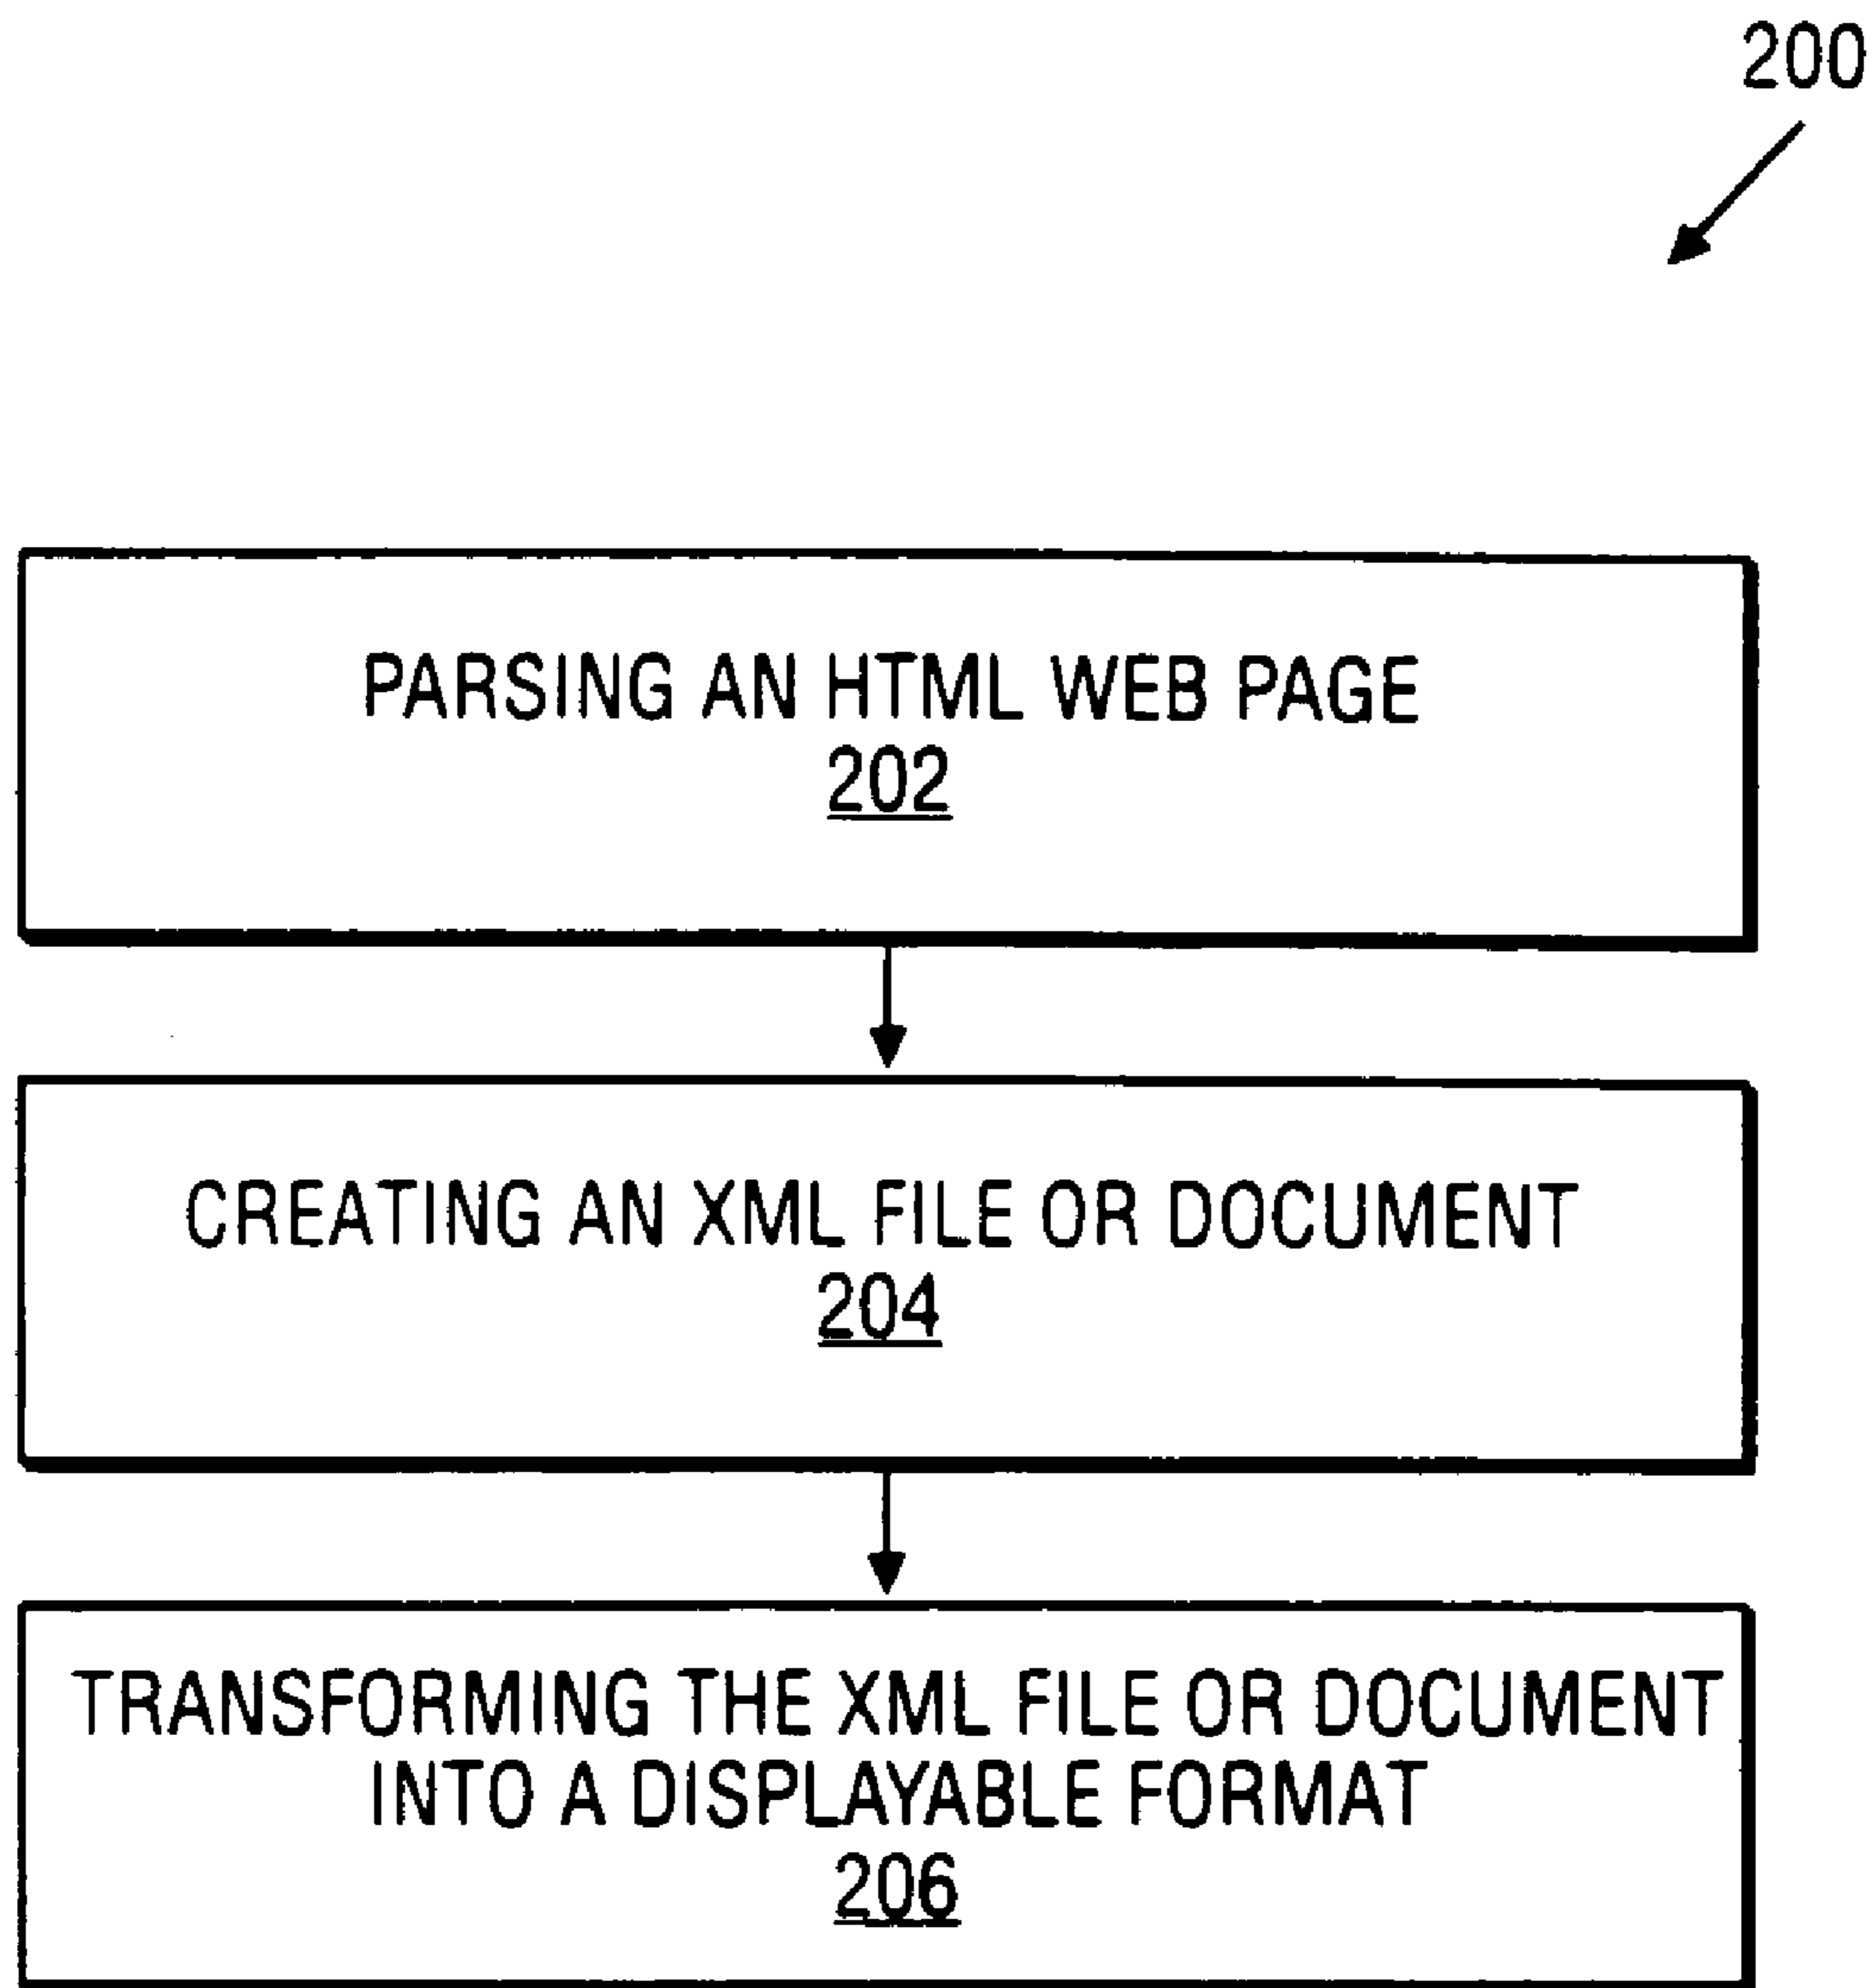 200
PARSING AN HTML WEB PAGE
202
CREATING AN XML FILE OR DOCUMENT
204
TRANSFORMING THE XML FILE OR DOCUMENT
INTO A DISPLAYABLE FORMAT
206